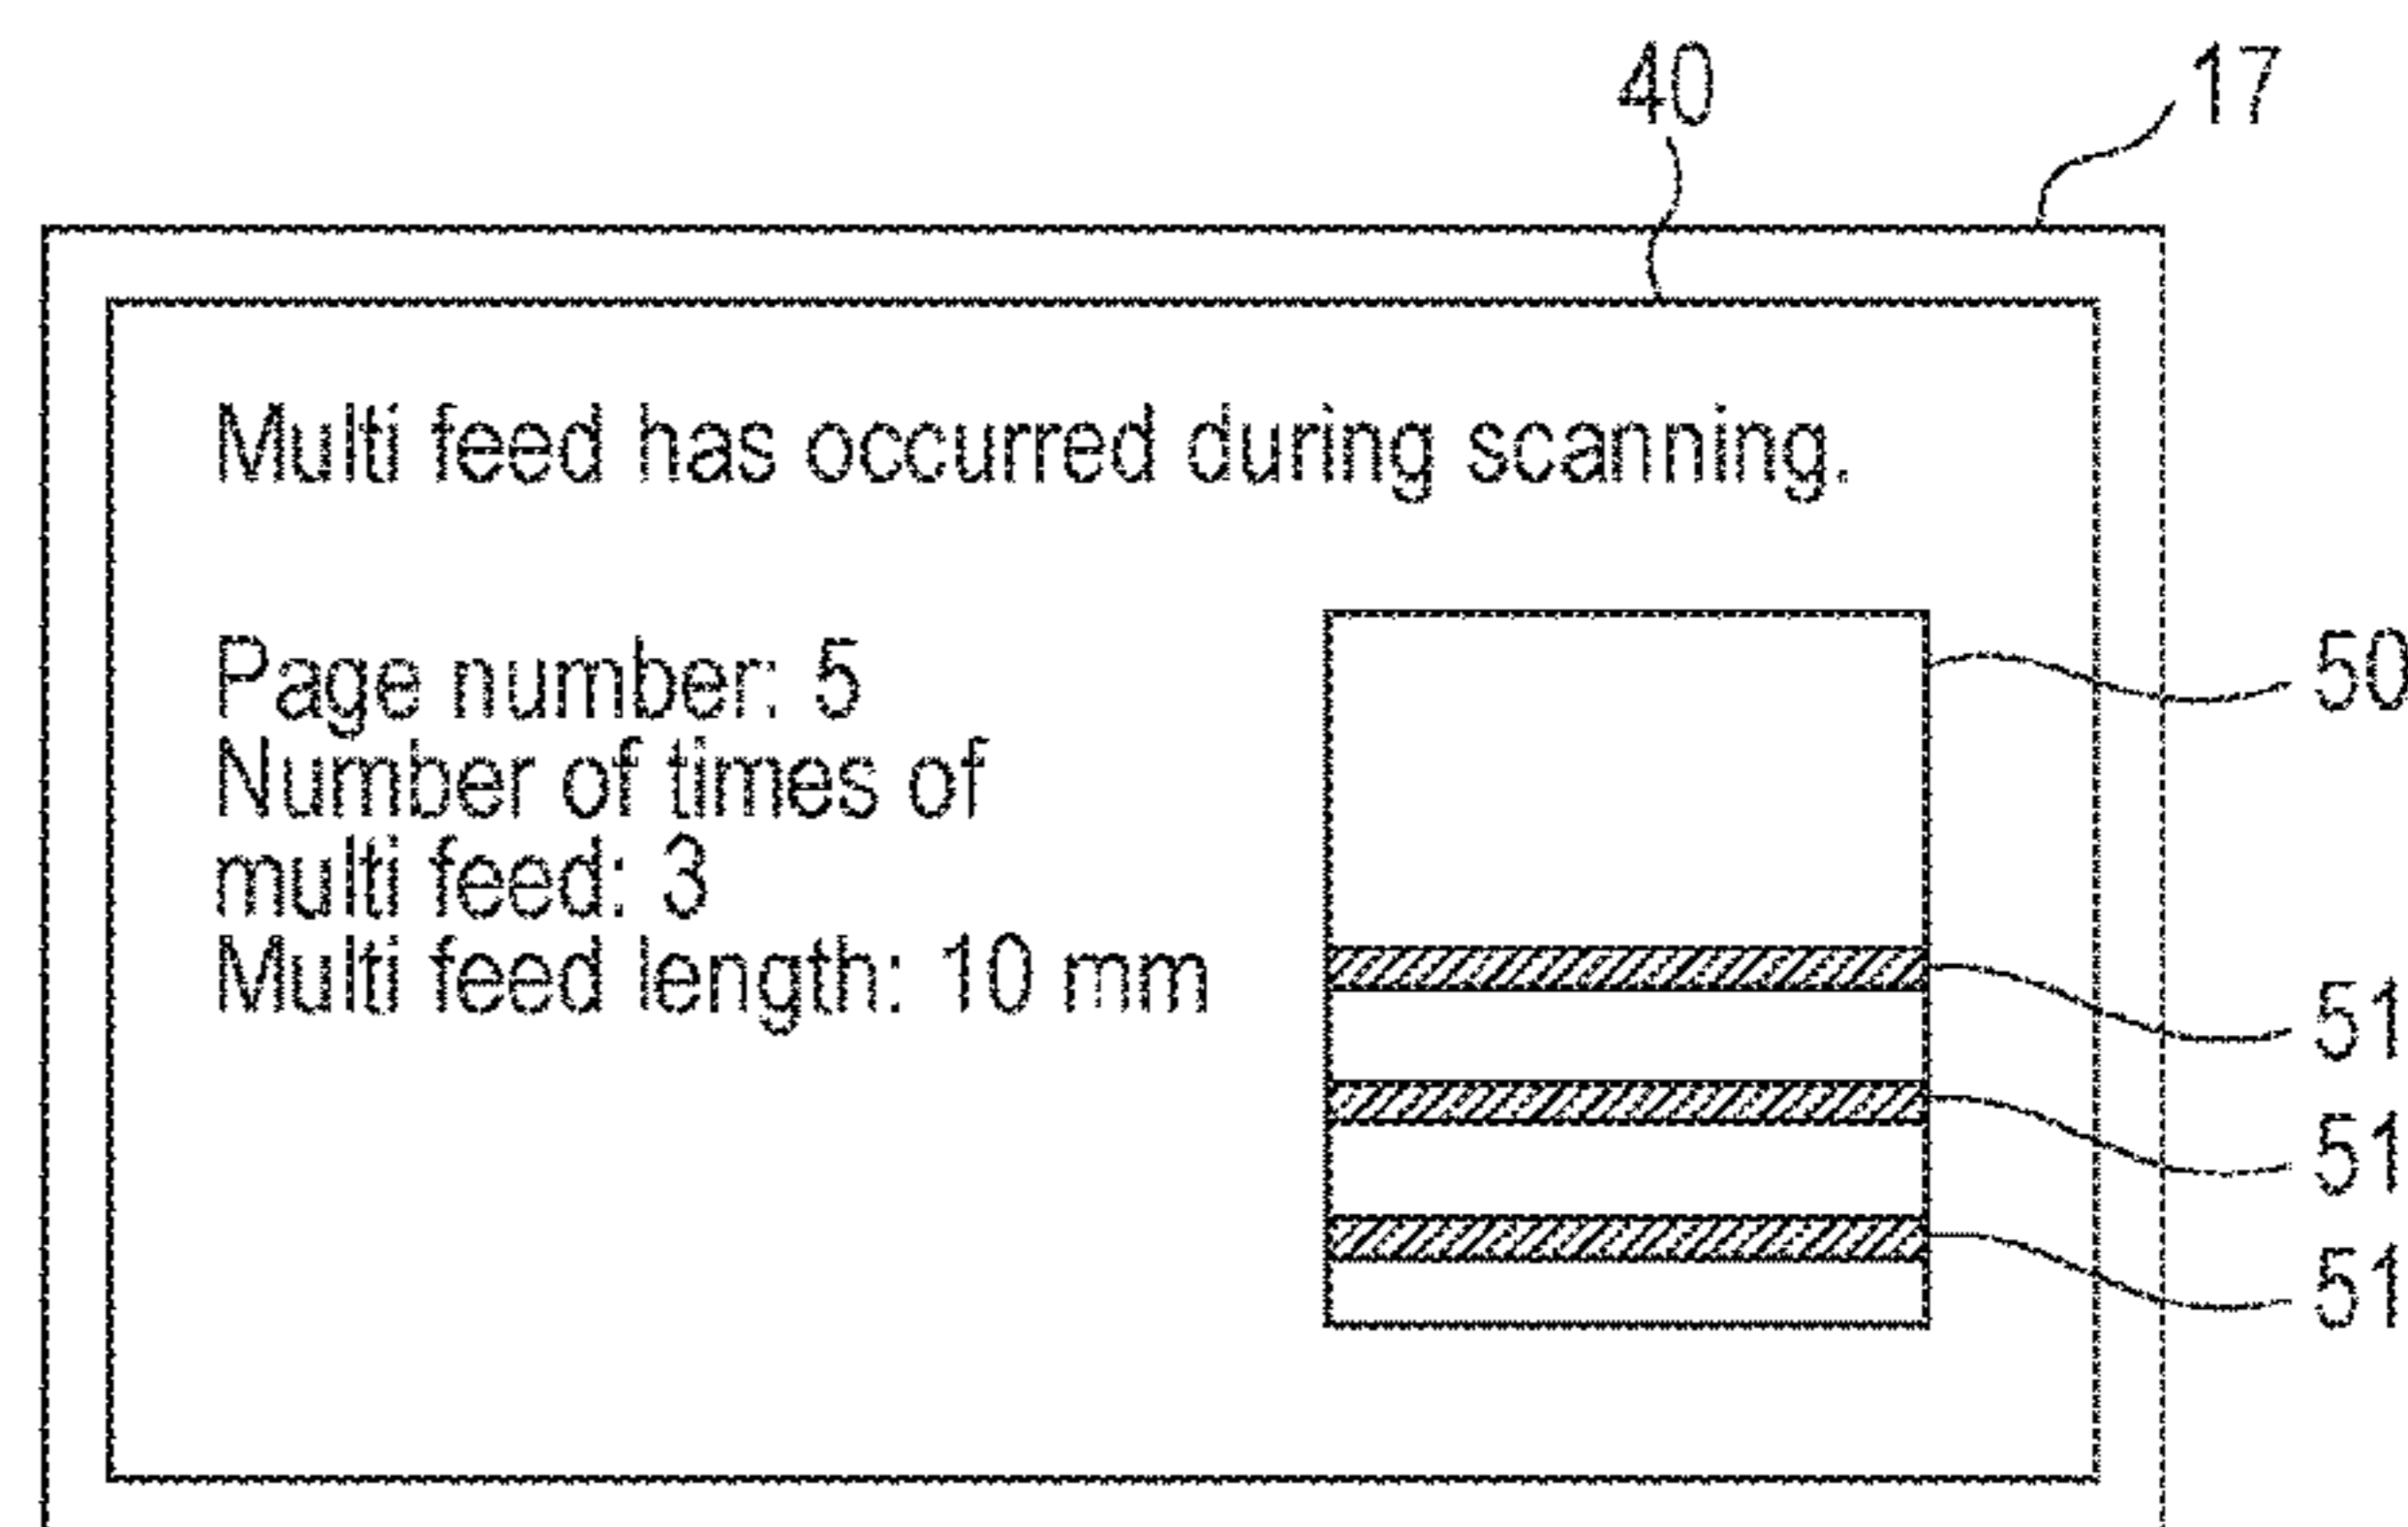 40
17
Multi feed has occurred during scanning.
Page number: 5
Number of times of
multi feed: 3
Multi feed length: 10 mm
50
51
51
51